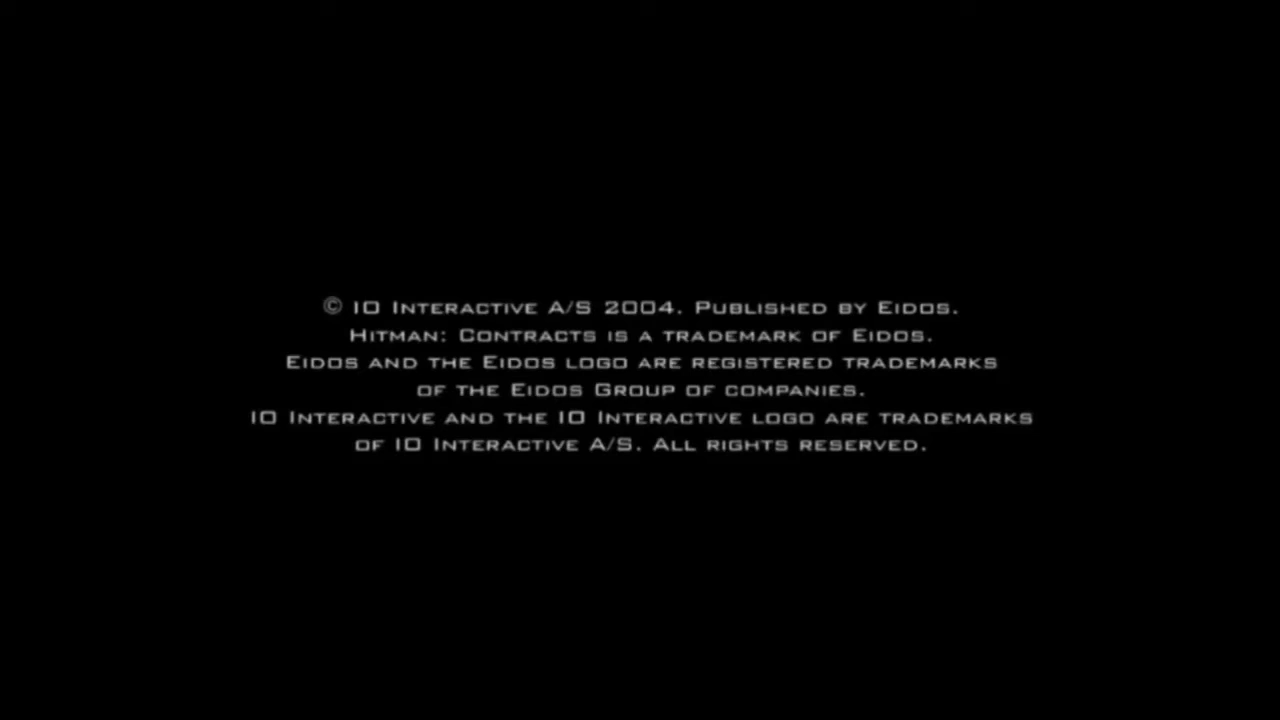 © IO Interactive A/S 2004. Published by Eidos.
Hitman: Contracts is a trademark of Eidos.
Eidos and the Eidos logo are registered trademarks
of the Eidos Group of companies.
IO Interactive and the IO Interactive logo are trademarks
of IO Interactive A/S. All rights reserved.